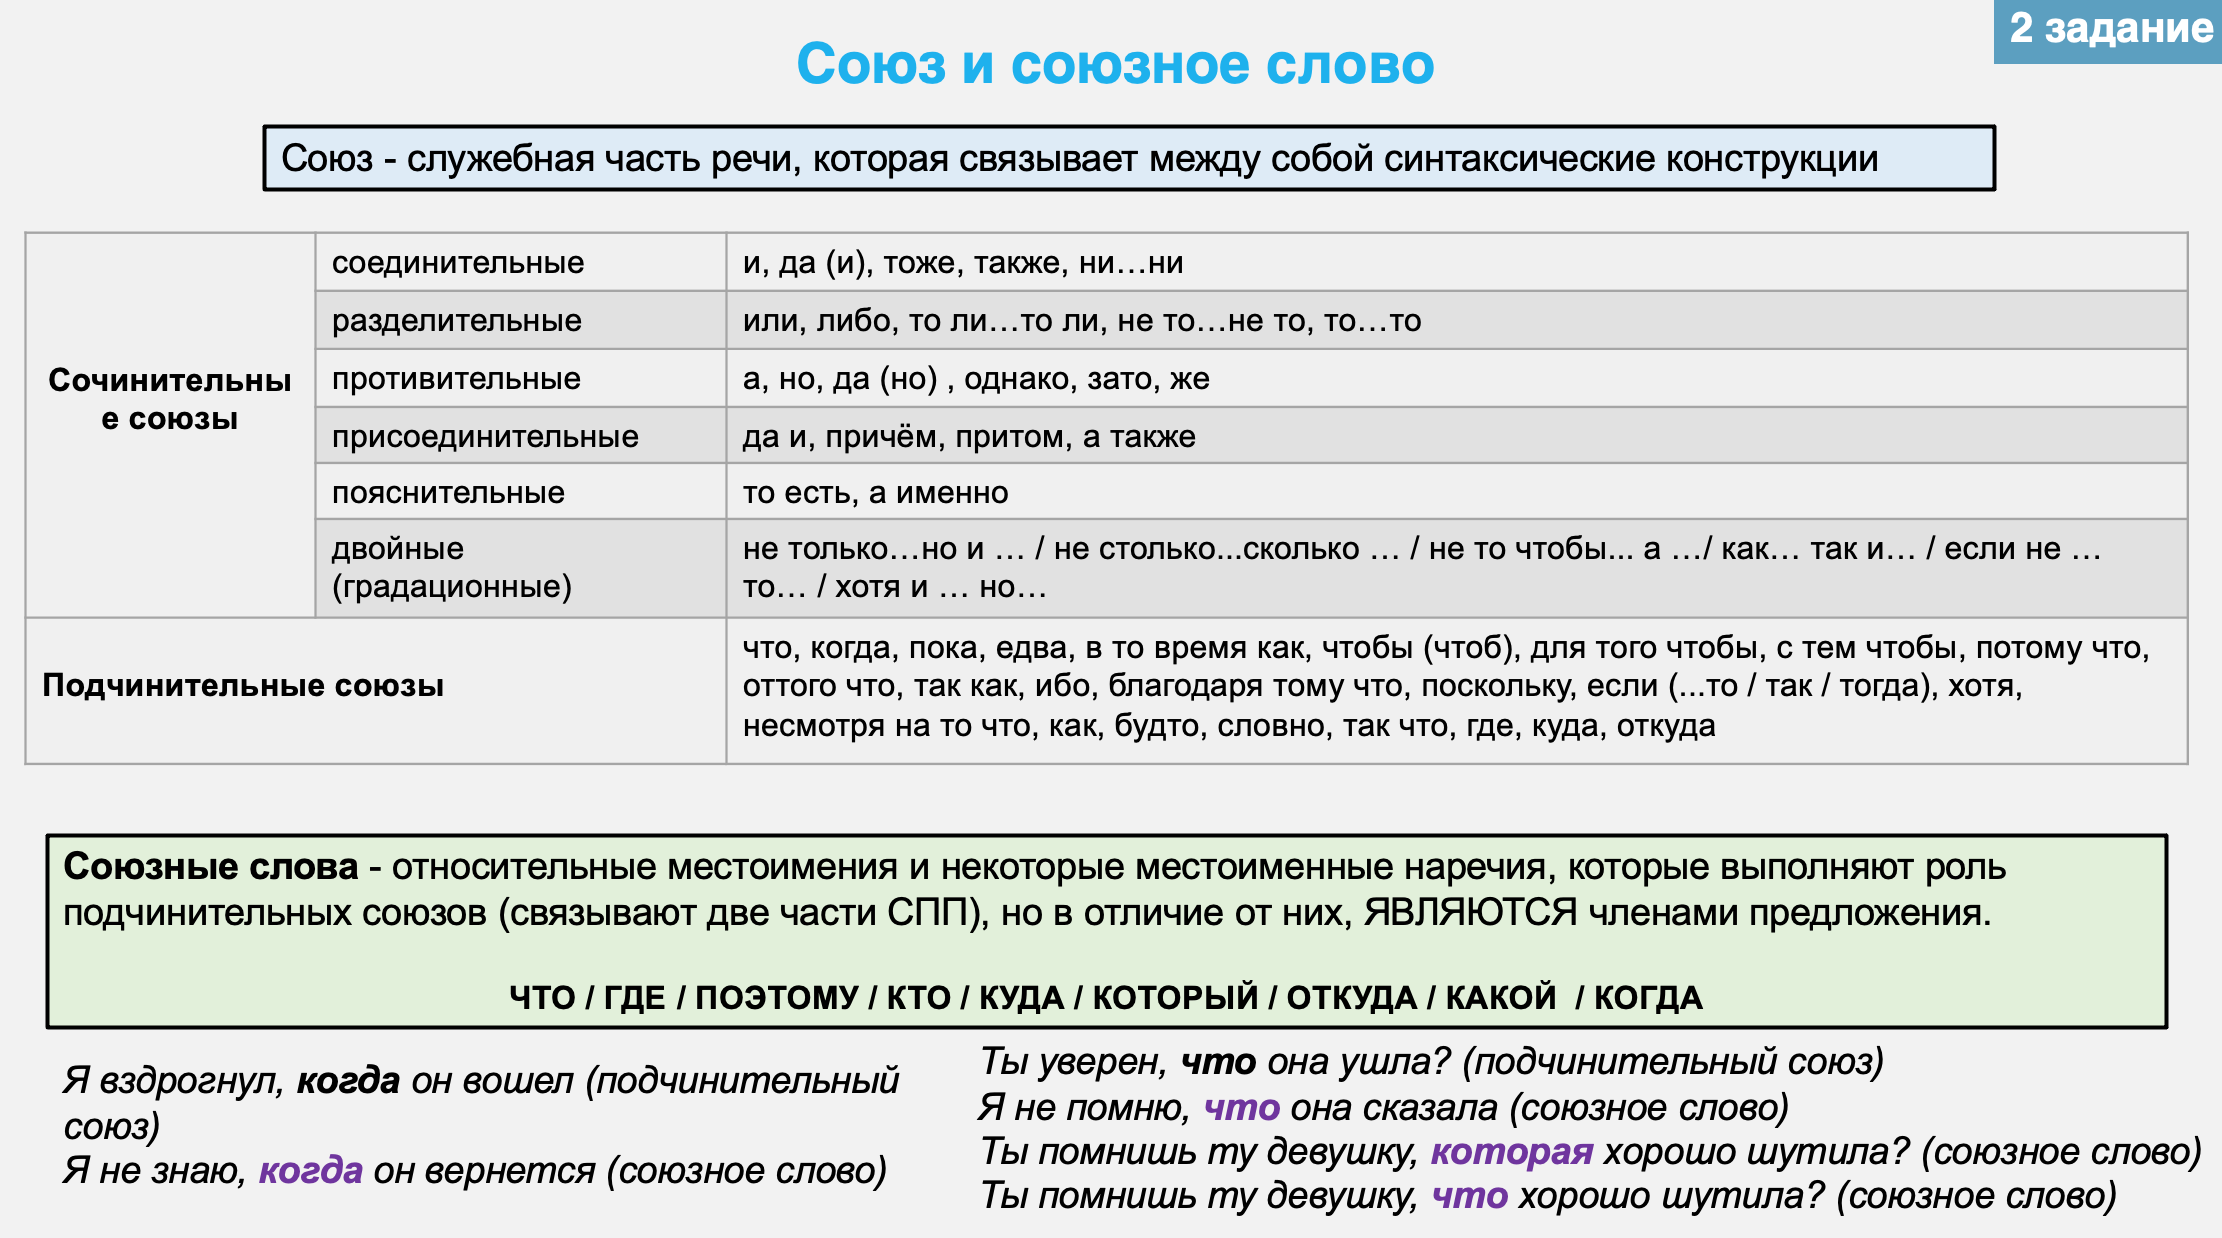 2 задание
Союз и союзное слово
Союз - служебная часть речи, которая связывает между собой синтаксические конструкции
Сочинительны
е союзы
соединительные
и, да (и), тоже, также, ни…ни
разделительные
или, либо, то ли…то ли, не то…не то, то…то
противительные
а, но, да (но) , однако, зато, же
присоединительные
да и, причём, притом, а также
пояснительные
то есть, а именно
двойные
(градационные)
не только…но и … / не столько...сколько … / не то чтобы... а …/ как… так и… / если не …
то… / хотя и … но…
Подчинительные союзы
что, когда, пока, едва, в то время как, чтобы (чтоб), для того чтобы, с тем чтобы, потому что,
оттого что, так как, ибо, благодаря тому что, поскольку, если (...то / так / тогда), хотя,
несмотря на то что, как, будто, словно, так что, где, куда, откуда
Союзные слова - относительные местоимения и некоторые местоименные наречия, которые выполняют роль
подчинительных союзов (связывают две части СПП), но в отличие от них, ЯВЛЯЮТСЯ членами предложения.
ЧТО / ГДЕ / ПОЭТОМУ / КТО / КУДА / КОТОРЫЙ / ОТКУДА / КАКОЙ / КОГДА
Я вздрогнул, когда он вошел (подчинительный
союз)
Я не знаю, когда он вернется (союзное слово)
Ты уверен, что она ушла? (подчинительный союз)
Я не помню, что она сказала (союзное слово)
Ты помнишь ту девушку, которая хорошо шутила? (союзное слово)
Ты помнишь ту девушку, что хорошо шутила? (союзное слово)